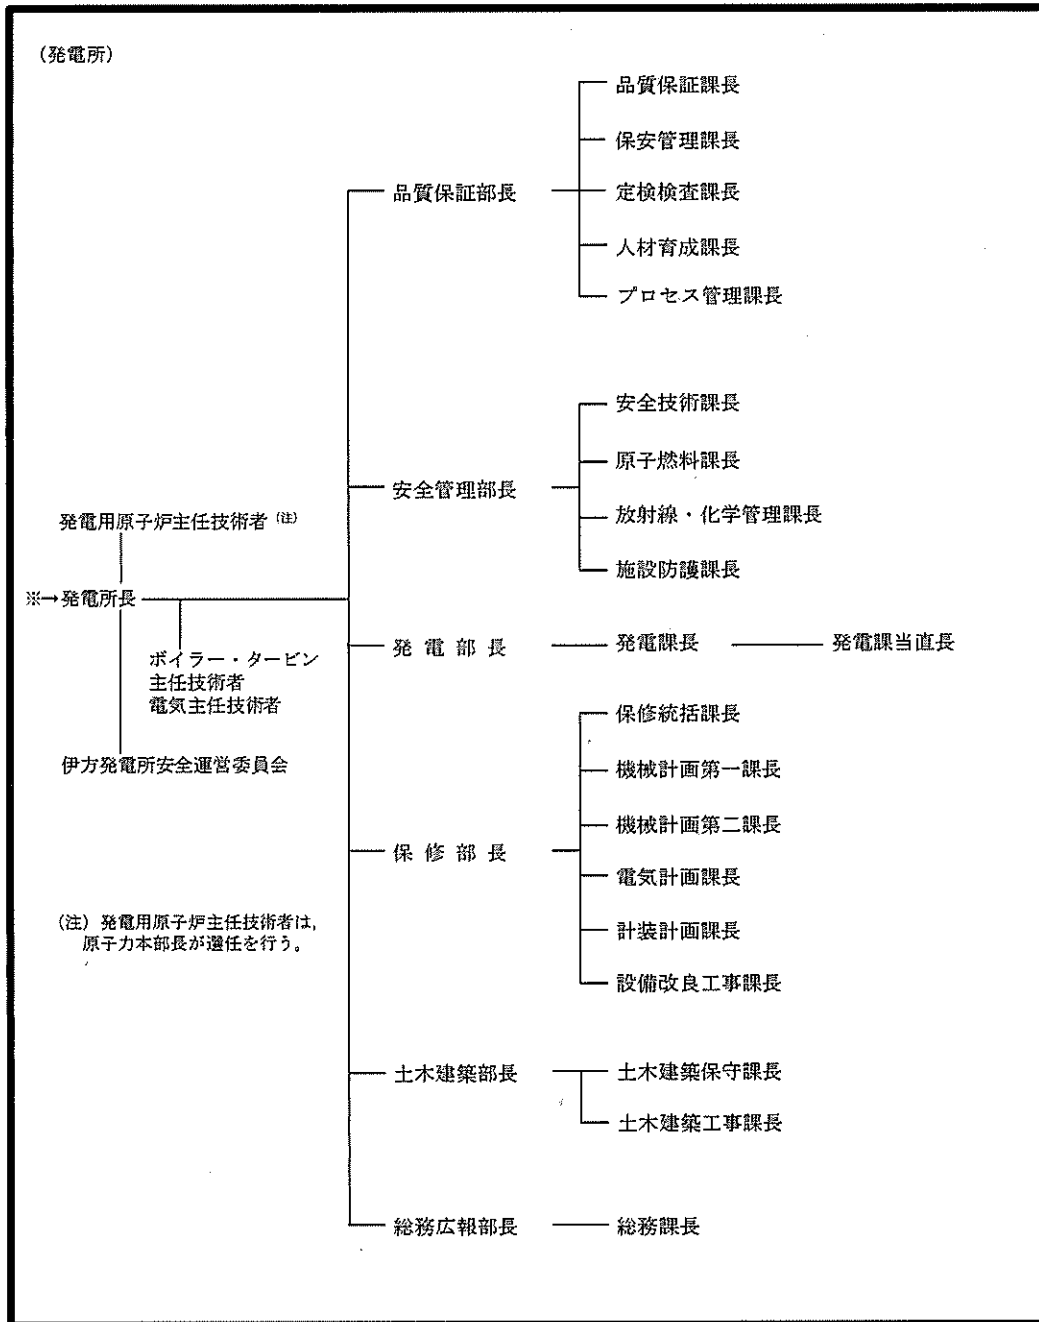 (発電所)
品質保証課長
保安管理課長
品質保証部長
定検検査課長
人材育成課長
プロセス管理課長
安全技術課長
原子燃料課長
安全管理部長
放射線・化学管理課長
施設防護課長
発電用原子炉主任技術者 (注)
※→発電所長
ボイラー・タービン
主任技術者
電気主任技術者
伊方発電所安全運営委員会
発電部長
発電課長
発電課当直長
保修統括課長
機械計画第一課長
機械計画第二課長
保修部長
電気計画課長
計装計画課長
設備改良工事課長
(注) 発電用原子炉主任技術者は,
原子力本部長が選任を行う。
土木建築部長
土木建築保守課長
土木建築工事課長
総務広報部長
総務課長